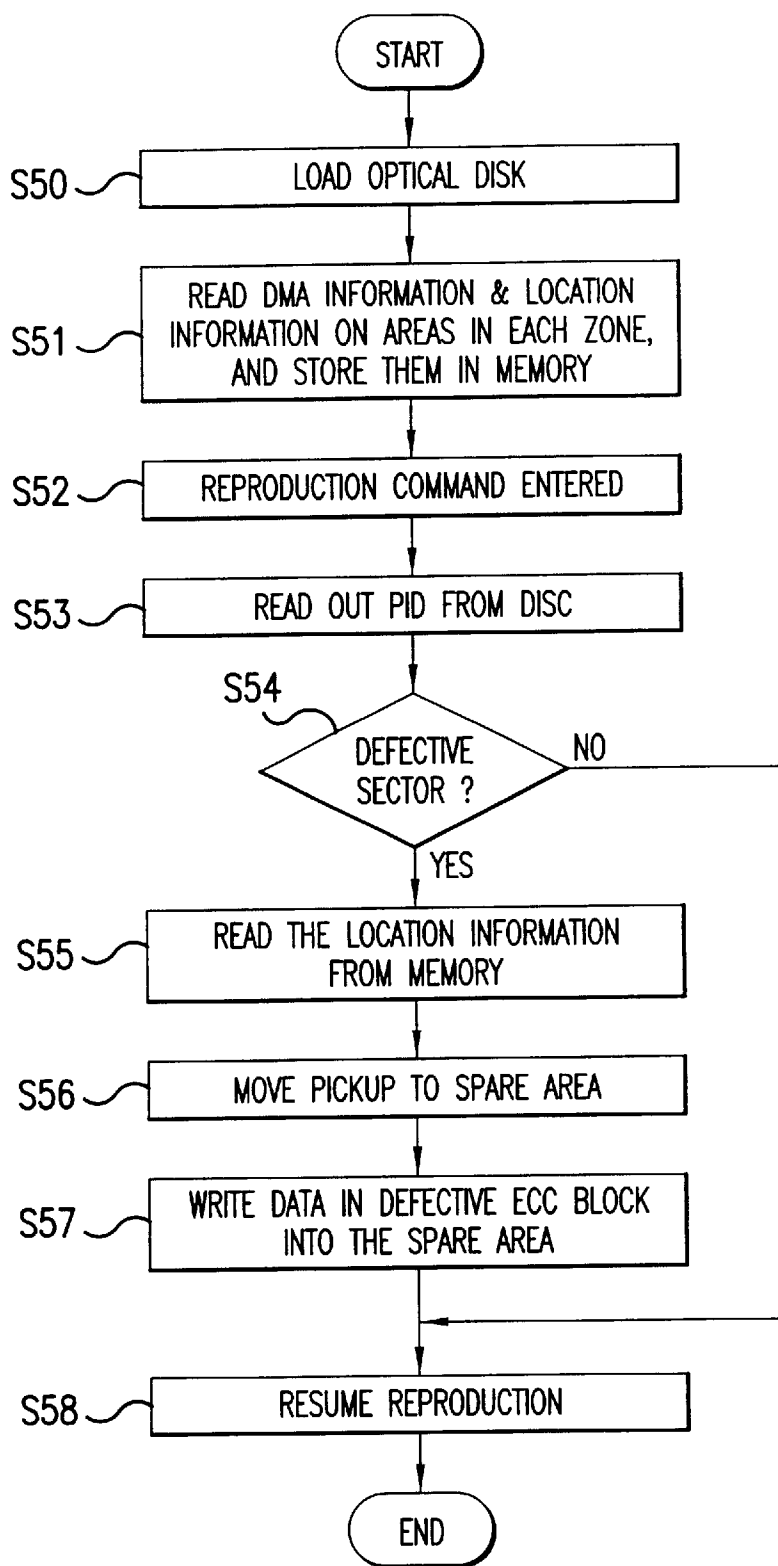 START
S50
LOAD OPTICAL DISK
S51
READ DMA INFORMATION & LOCATION
INFORMATION ON AREAS IN EACH ZONE,
AND STORE THEM IN MEMORY
S52
REPRODUCTION COMMAND ENTERED
S53
READ OUT PID FROM DISC
S54
DEFECTIVE
SECTOR ?
NO
YES
S55
READ THE LOCATION INFORMATION
FROM MEMORY
S56
MOVE PICKUP TO SPARE AREA
S57
WRITE DATA IN DEFECTIVE ECC BLOCK
INTO THE SPARE AREA
S58
RESUME REPRODUCTION
END